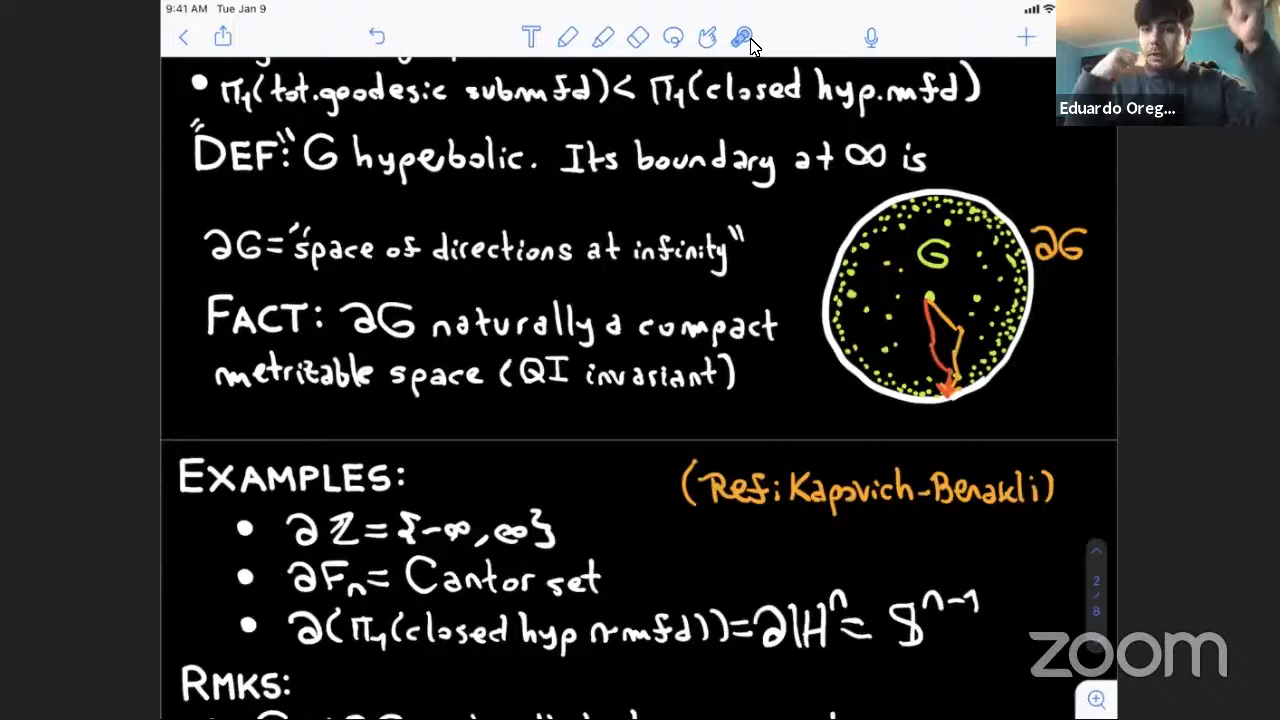 9:41 AM Tue Jan 9
• π₁(tot.geodesic submfd) < π₁(closed hyp.mfd)
"DEF": G hyperbolic. Its boundary at ∞ is
∂G="space of directions at infinity"
G
∂G
FACT: ∂G naturally a compact
metrizable space (QI invariant)
EXAMPLES:
(Ref: Kapovich-Benakli)
• ∂ℤ={-∞,∞}
• ∂Fₙ= Cantor set
• ∂(π₁(closed hyp n-mfd))=∂ℍⁿ= Sⁿ⁻¹
RMKS:
Eduardo Oreg...
2
/
8
zoom